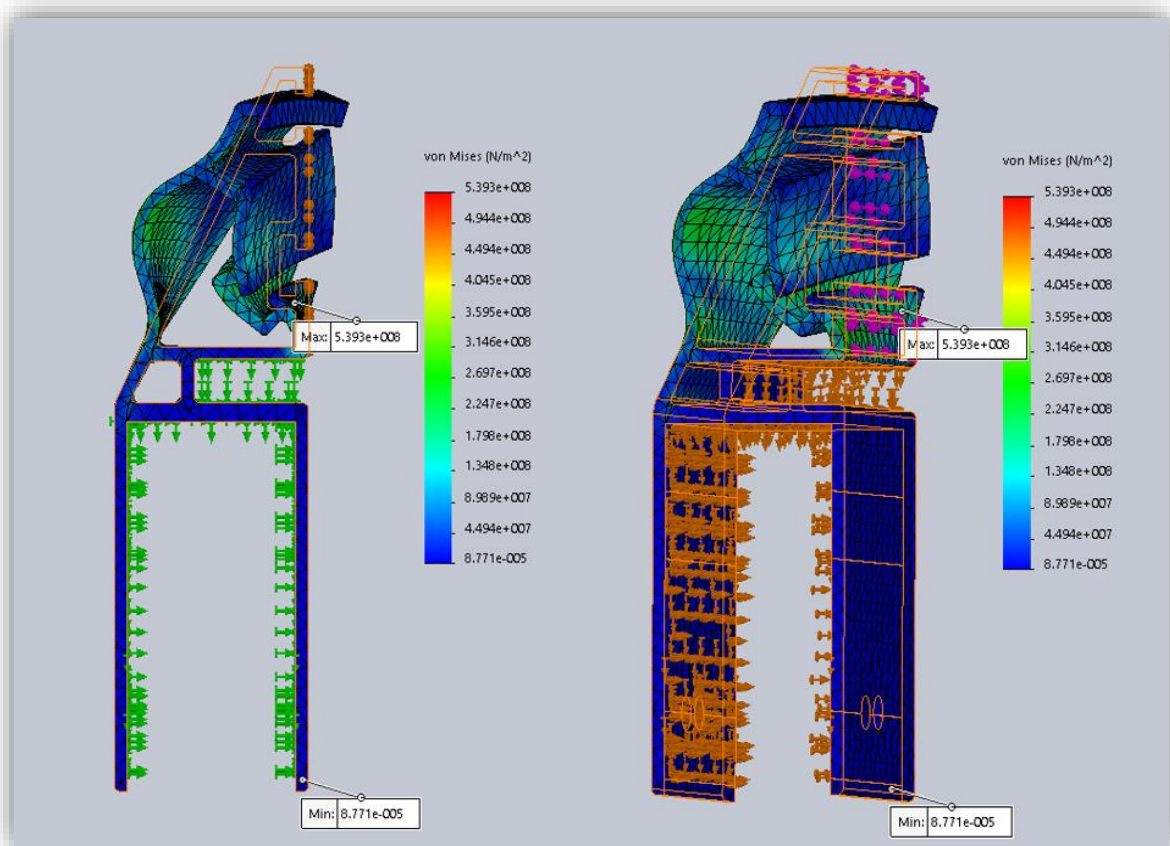 von Mises (N/m^2)
5.393e+008
4.944e+008
4.494e+008
4.045e+008
3.595e+008
3.146e+008
2.697e+008
2.247e+008
1.798e+008
1.348e+008
8.989e+007
4.494e+007
8.771e-005
Max: 5.393e+008
Min: 8.771e-005
von Mises (N/m^2)
5.393e+008
4.944e+008
4.494e+008
4.045e+008
3.595e+008
3.146e+008
2.697e+008
2.247e+008
1.798e+008
1.348e+008
8.989e+007
4.494e+007
8.771e-005
Max: 5.393e+008
Min: 8.771e-005